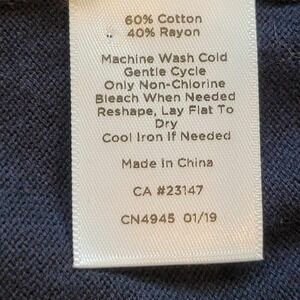 60% Cotton
40% Rayon
Machine Wash Cold
Gentle Cycle
Only Non-Chlorine
Bleach When Needed
Reshape, Lay Flat To
Dry
Cool Iron If Needed
Made in China
CA #23147
CN4945 01/19